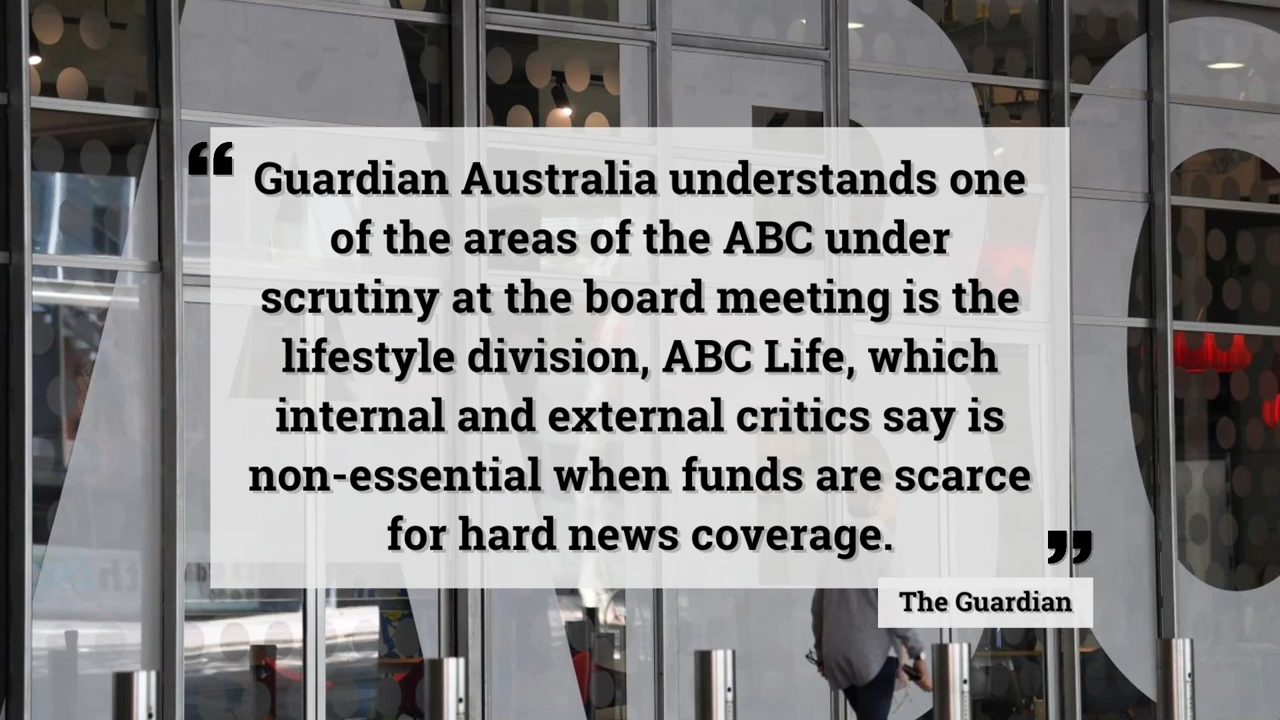 “ Guardian Australia understands one
of the areas of the ABC under
scrutiny at the board meeting is the
lifestyle division, ABC Life, which
internal and external critics say is
non-essential when funds are scarce
for hard news coverage. ”
The Guardian